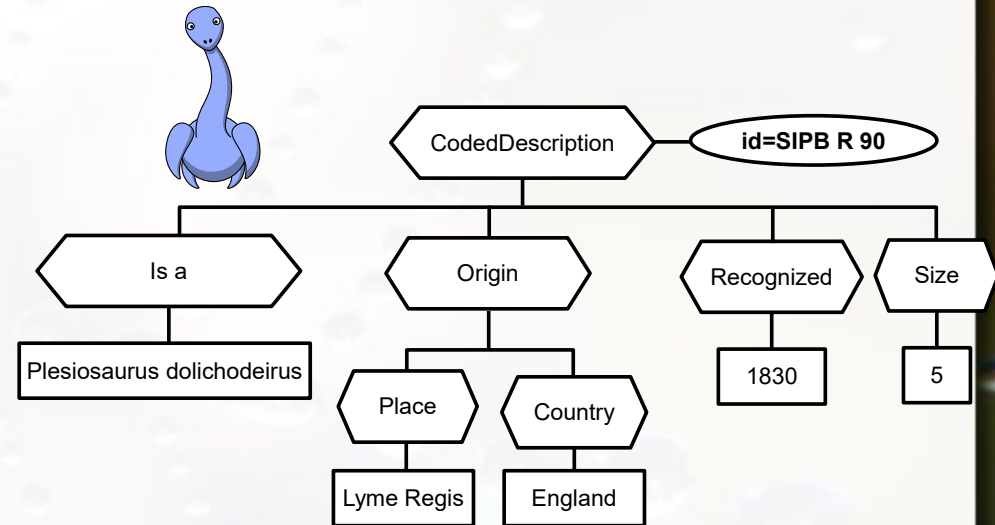 CodedDescription
id=SIPB R 90
Is a
Origin
Recognized
Size
Plesiosaurus dolichodeirus
1830
5
Place
Country
Lyme Regis
England